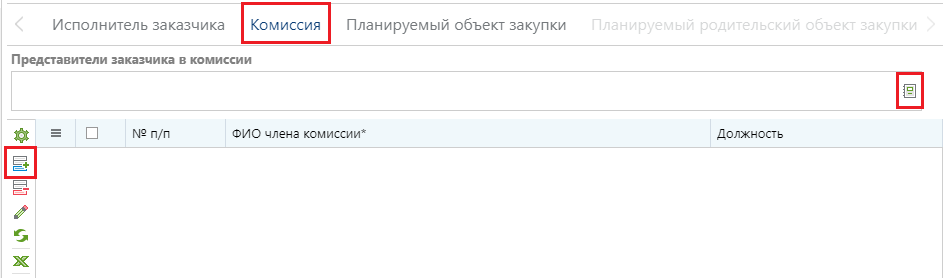 Исполнитель заказчика Комиссия Планируемый объект закупки Планируемый родительский объект закупки
Представители заказчика в комиссии
№ п/п ФИО члена комиссии* Должность